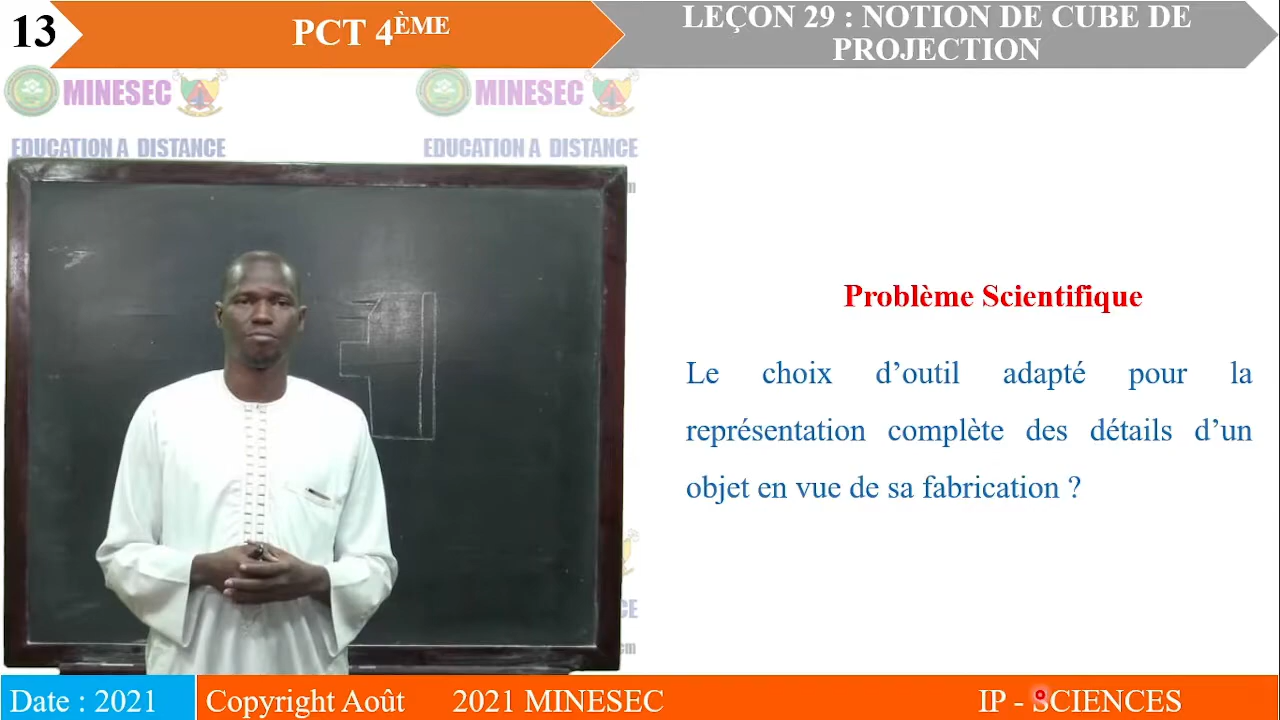 13
PCT 4ÈME
LEÇON 29 : NOTION DE CUBE DE
PROJECTION
MINESEC
MINESEC
EDUCATION A DISTANCE
EDUCATION A DISTANCE
Problème Scientifique
Le choix d’outil adapté pour la
représentation complète des détails d’un
objet en vue de sa fabrication ?
Date : 2021
Copyright Août 2021 MINESEC
IP - SCIENCES